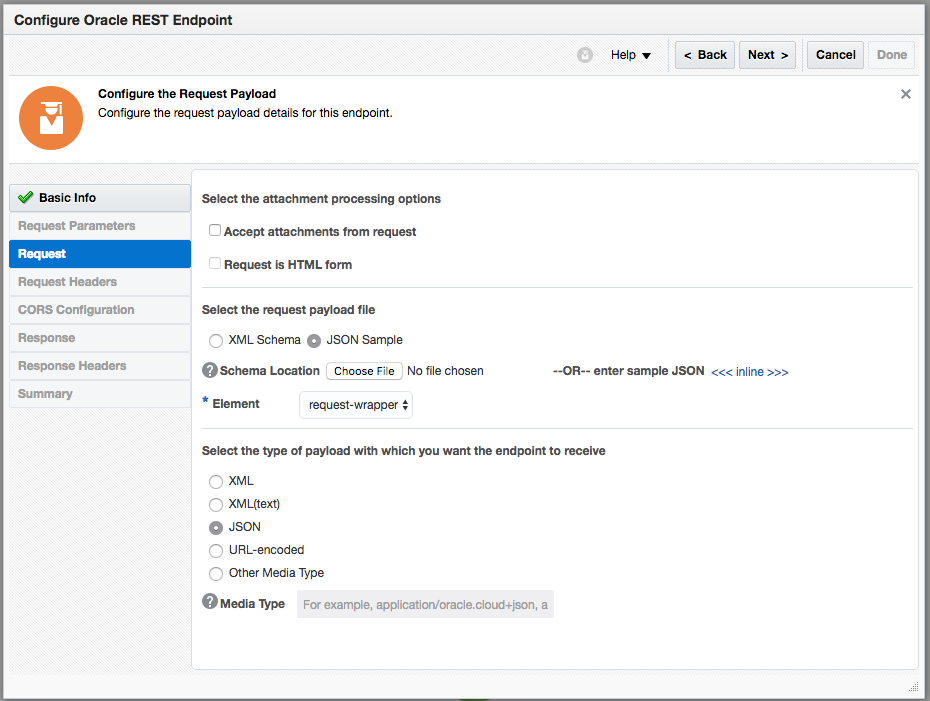 Configure Oracle REST Endpoint
Help
< Back
Next >
Cancel
Done
Configure the Request Payload
Configure the request payload details for this endpoint.
Basic Info
Request Parameters
Request
Request Headers
CORS Configuration
Response
Response Headers
Summary
Select the attachment processing options
Accept attachments from request
Request is HTML form
Select the request payload file
XML Schema JSON Sample
? Schema Location Choose File No file chosen --OR-- enter sample JSON <<< inline >>>
* Element request-wrapper
Select the type of payload with which you want the endpoint to receive
XML
XML(text)
JSON
URL-encoded
Other Media Type
? Media Type For example, application/oracle.cloud+json, a